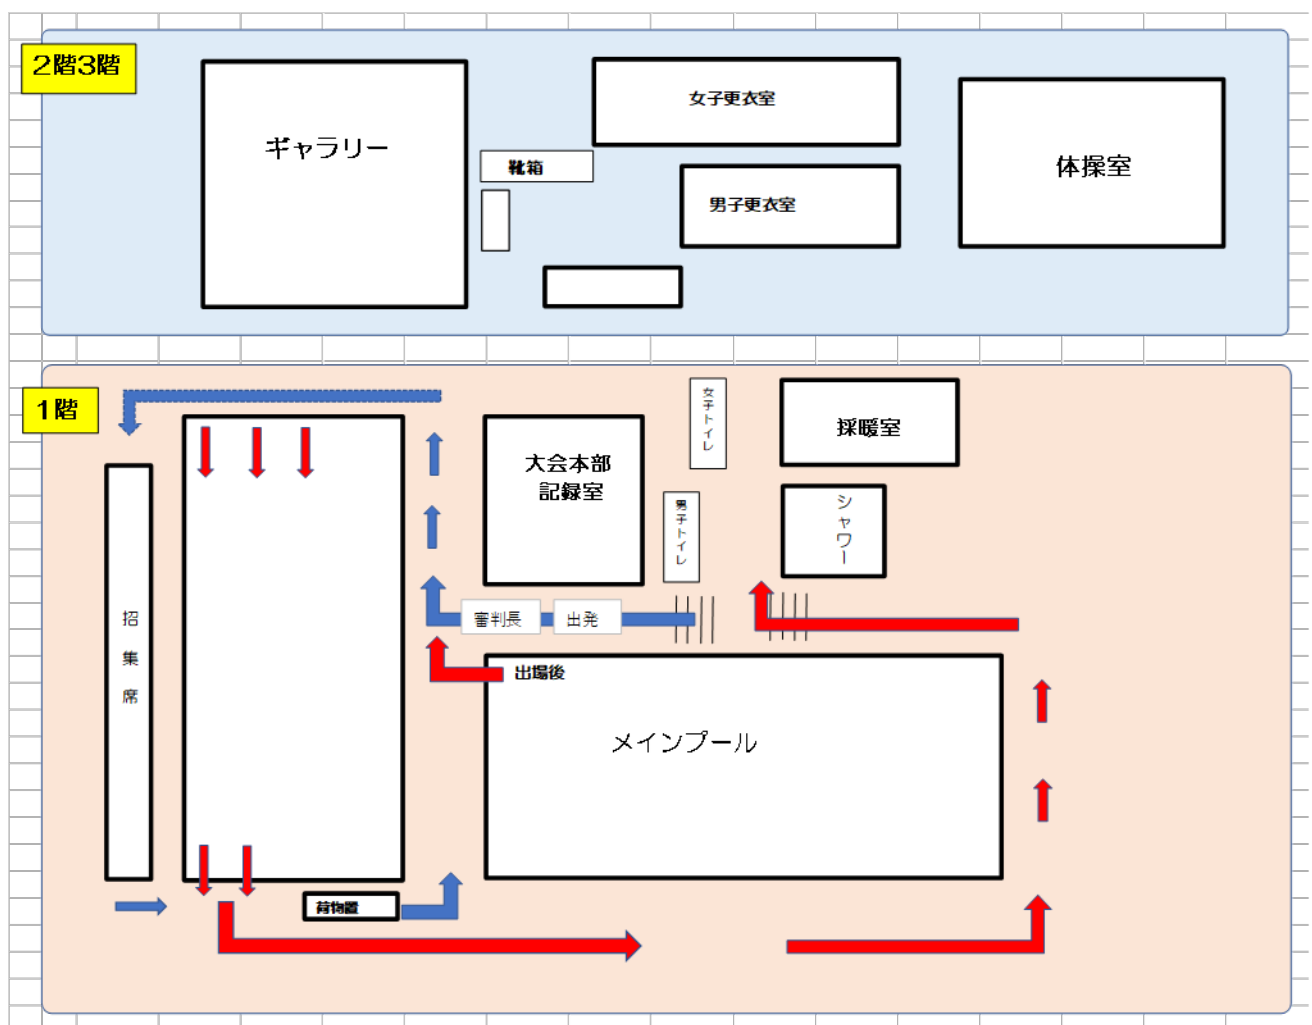 2階3階
ギャラリー
靴箱
女子更衣室
男子更衣室
体操室
1階
招集席
大会本部
記録室
女子トイレ
男子トイレ
採暖室
シャワー
審判長
出発
出場後
メインプール
荷物置